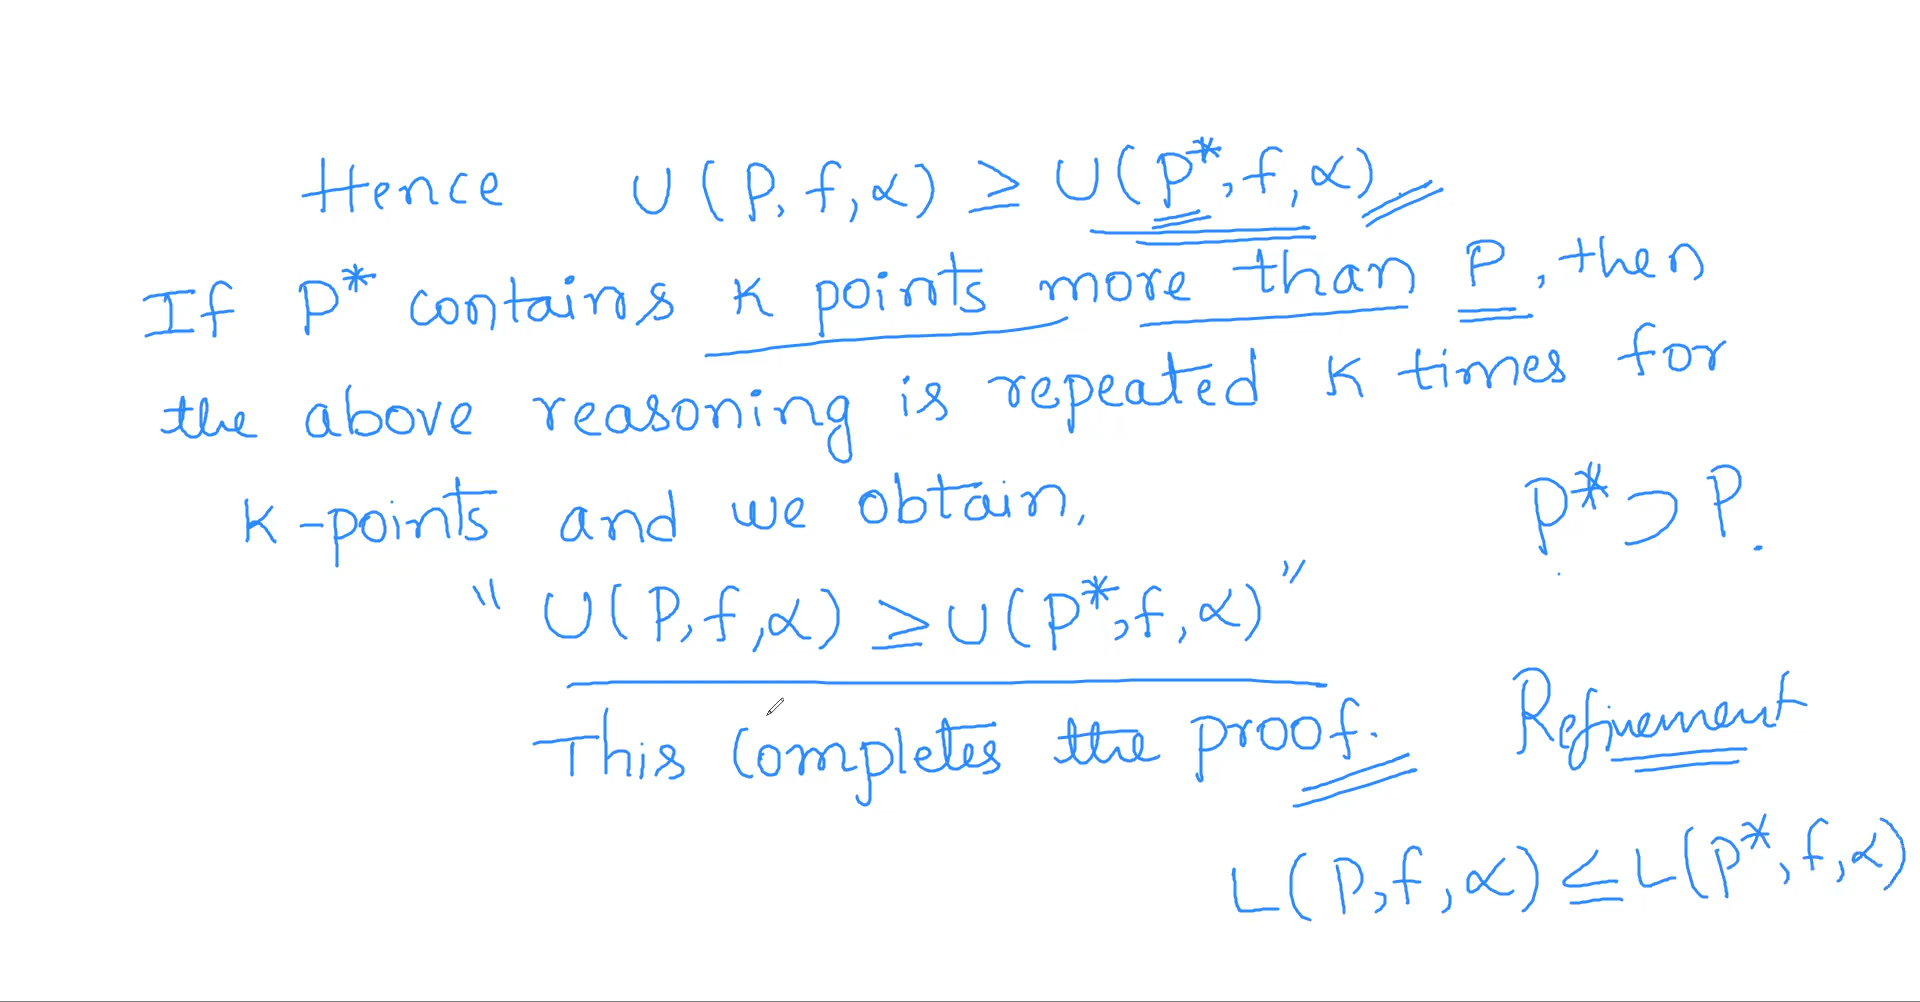 Hence U(P, f, α) ≥ U(P*, f, α)
If P* contains K points more than P, then
the above reasoning is repeated K times for
K-points and we obtain,
P* ⊃ P.
"U(P, f, α) ≥ U(P*, f, α)"
This completes the proof.
Refinement
L(P, f, α) ≤ L(P*, f, α)